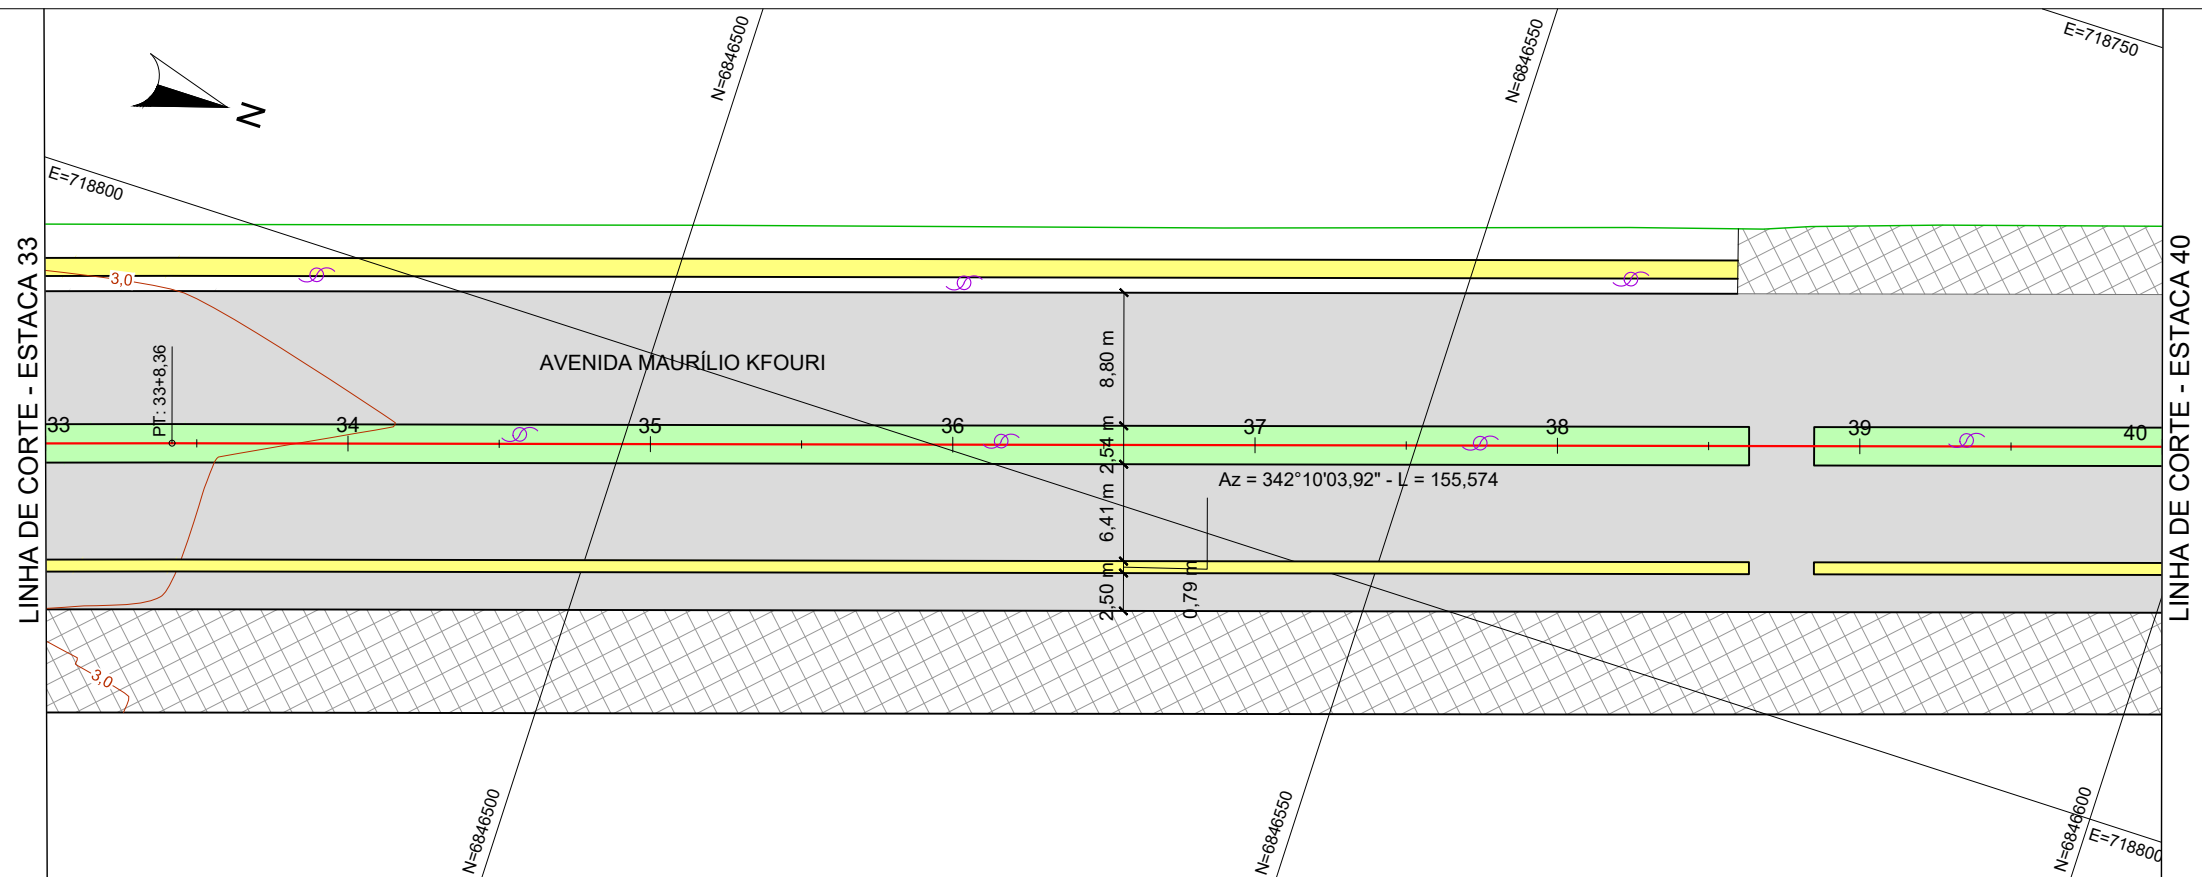 N=6846500
N=6846550
E=718750
N
E=718800
LINHA DE CORTE - ESTACA 33
LINHA DE CORTE - ESTACA 40
3,0
PT: 33+8,36
AVENIDA MAURÍLIO KFOURI
8,80 m
33
34
35
36
37
38
39
40
2,54 m
Az = 342°10'03,92" - L = 155,574
6,41 m
2,50 m
0,79 m
3,0
N=6846500
N=6846550
N=6846600
E=718800